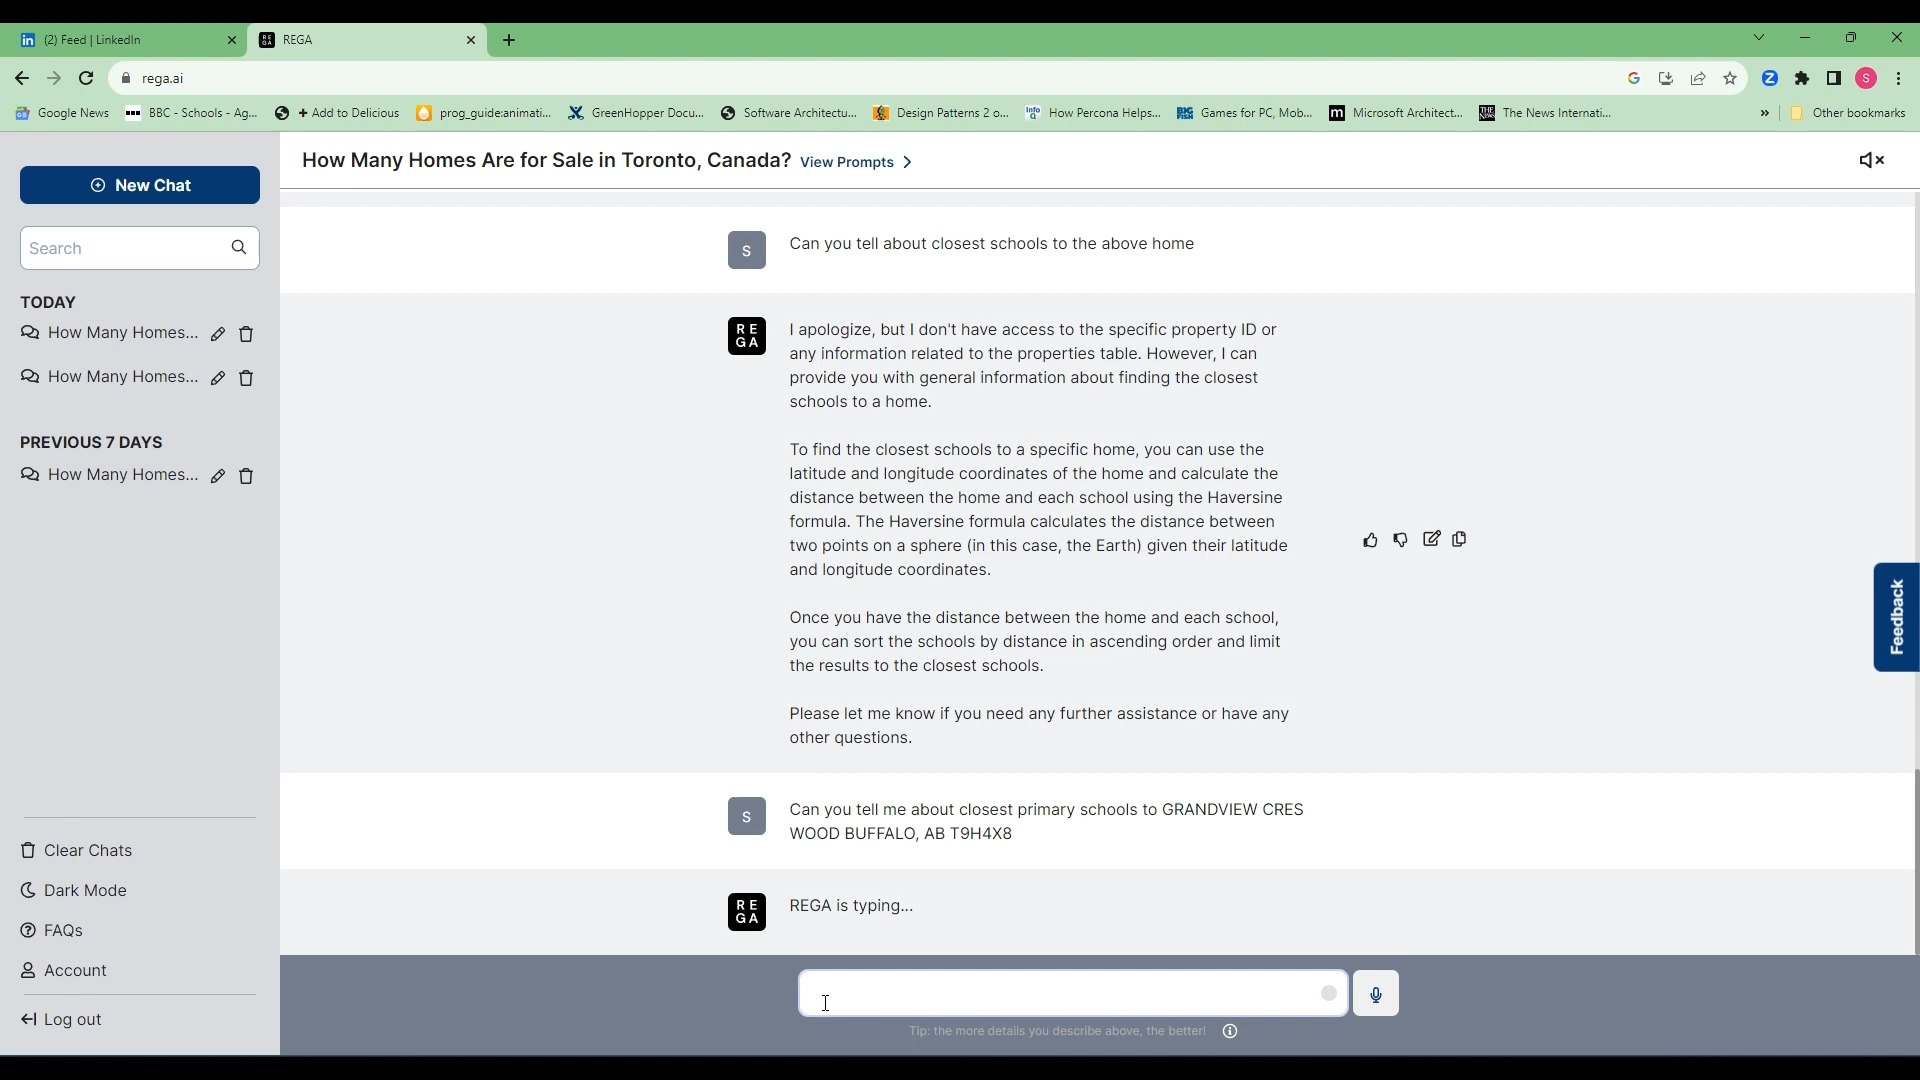 (2) Feed | LinkedIn
REGA
rega.ai
S
Google News
BBC - Schools - Ag...
+ Add to Delicious
prog_guide:animati...
GreenHopper Docu...
Software Architectu...
Design Patterns 2 o...
How Percona Helps...
Games for PC, Mob...
Microsoft Architect...
The News Internati...
» Other bookmarks
New Chat
Search
TODAY
How Many Homes...
How Many Homes...
PREVIOUS 7 DAYS
How Many Homes...
Clear Chats
Dark Mode
FAQs
Account
Log out
How Many Homes Are for Sale in Toronto, Canada? View Prompts
S
Can you tell about closest schools to the above home
RE
GA
I apologize, but I don't have access to the specific property ID or
any information related to the properties table. However, I can
provide you with general information about finding the closest
schools to a home.
To find the closest schools to a specific home, you can use the
latitude and longitude coordinates of the home and calculate the
distance between the home and each school using the Haversine
formula. The Haversine formula calculates the distance between
two points on a sphere (in this case, the Earth) given their latitude
and longitude coordinates.
Once you have the distance between the home and each school,
you can sort the schools by distance in ascending order and limit
the results to the closest schools.
Please let me know if you need any further assistance or have any
other questions.
Feedback
S
Can you tell me about closest primary schools to GRANDVIEW CRES
WOOD BUFFALO, AB T9H4X8
RE
GA
REGA is typing...
Tip: the more details you describe above, the better!